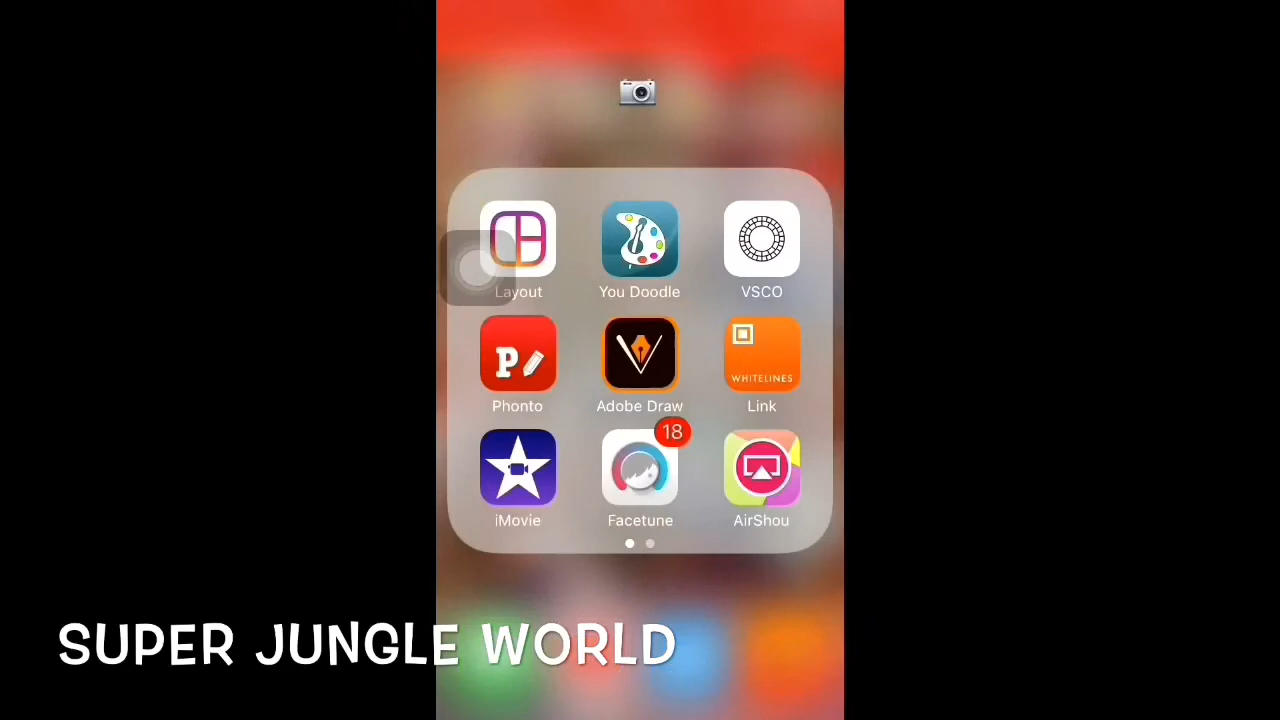 Layout
You Doodle
VSCO
P
WHITELINES
Phonto
Adobe Draw
Link
18
iMovie
Facetune
AirShou
SUPER JUNGLE WORLD